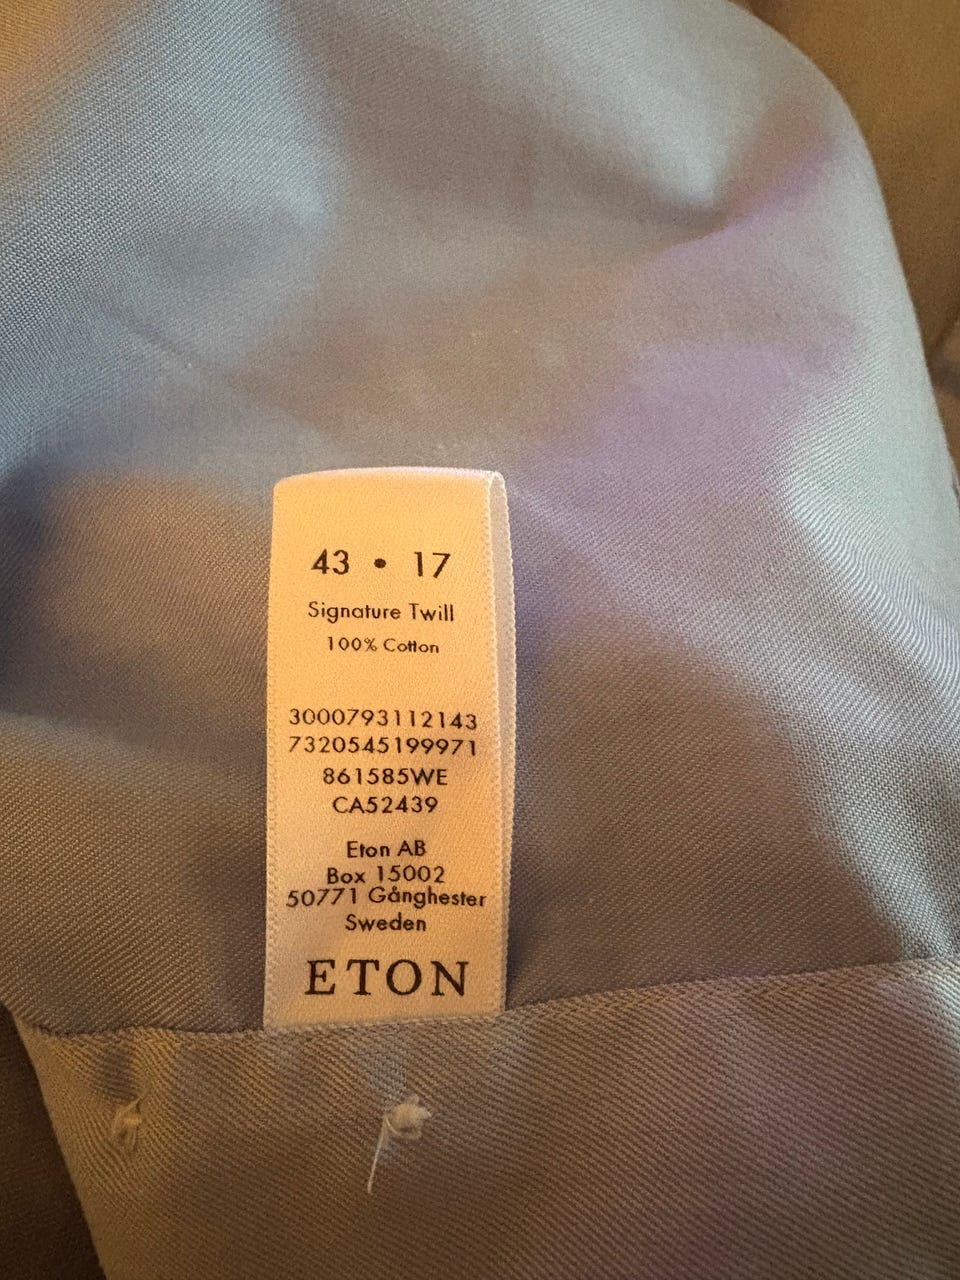 43 • 17
Signature Twill
100% Cotton
3000793112143
7320545199971
861585WE
CA52439
Eton AB
Box 15002
50771 Gånghester
Sweden
ETON